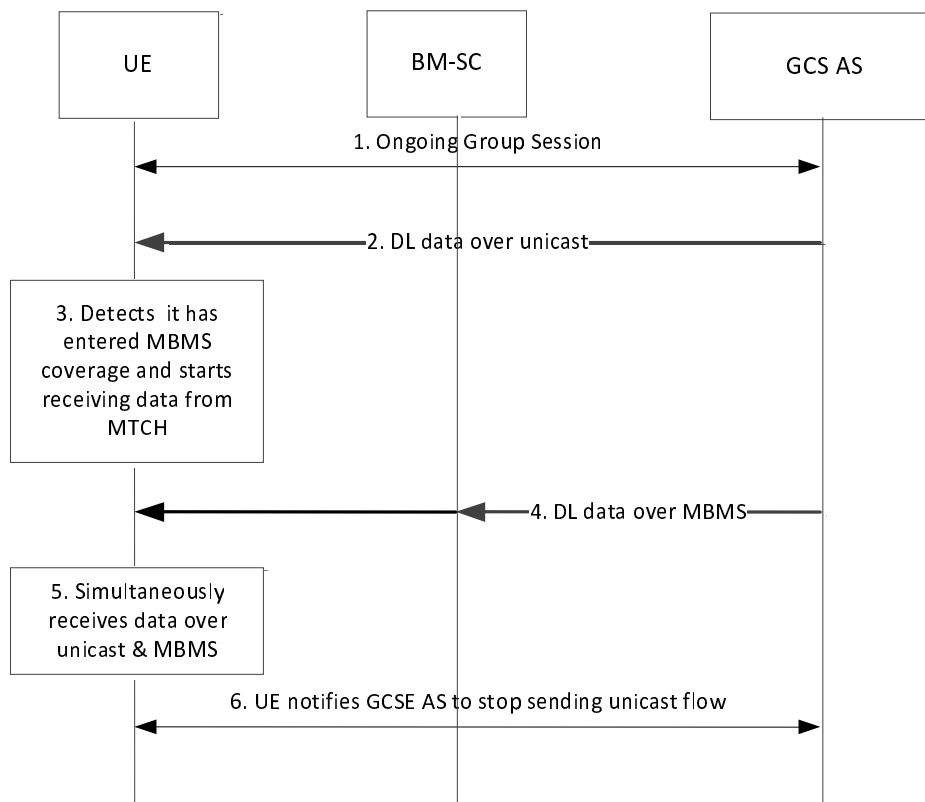 UE
BM-SC
GCS AS
1. Ongoing Group Session
2. DL data over unicast
3. Detects it has
entered MBMS
coverage and starts
receiving data from
MTCH
4. DL data over MBMS
5. Simultaneously
receives data over
unicast & MBMS
6. UE notifies GCSE AS to stop sending unicast flow